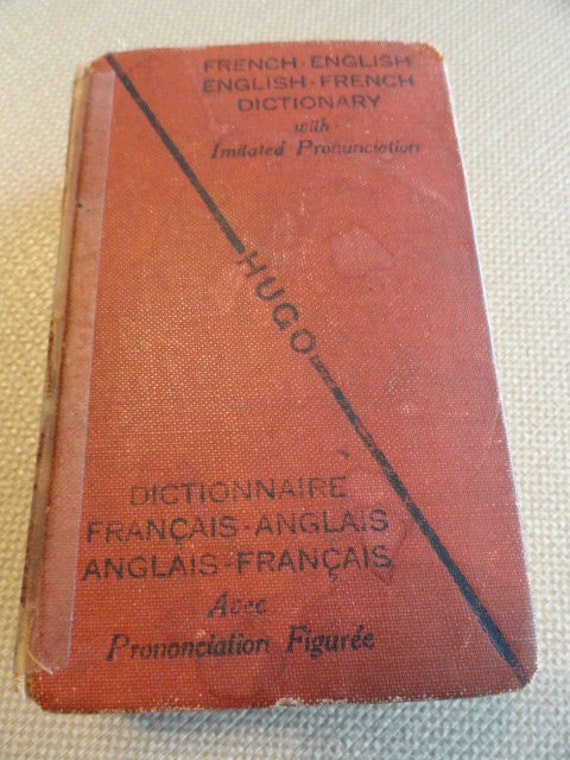 FRENCH-ENGLISH
ENGLISH-FRENCH
DICTIONARY
with
Imitated Pronunciation
HUGO
DICTIONNAIRE
FRANÇAIS-ANGLAIS
ANGLAIS-FRANÇAIS
Avec
Prononciation Figurée